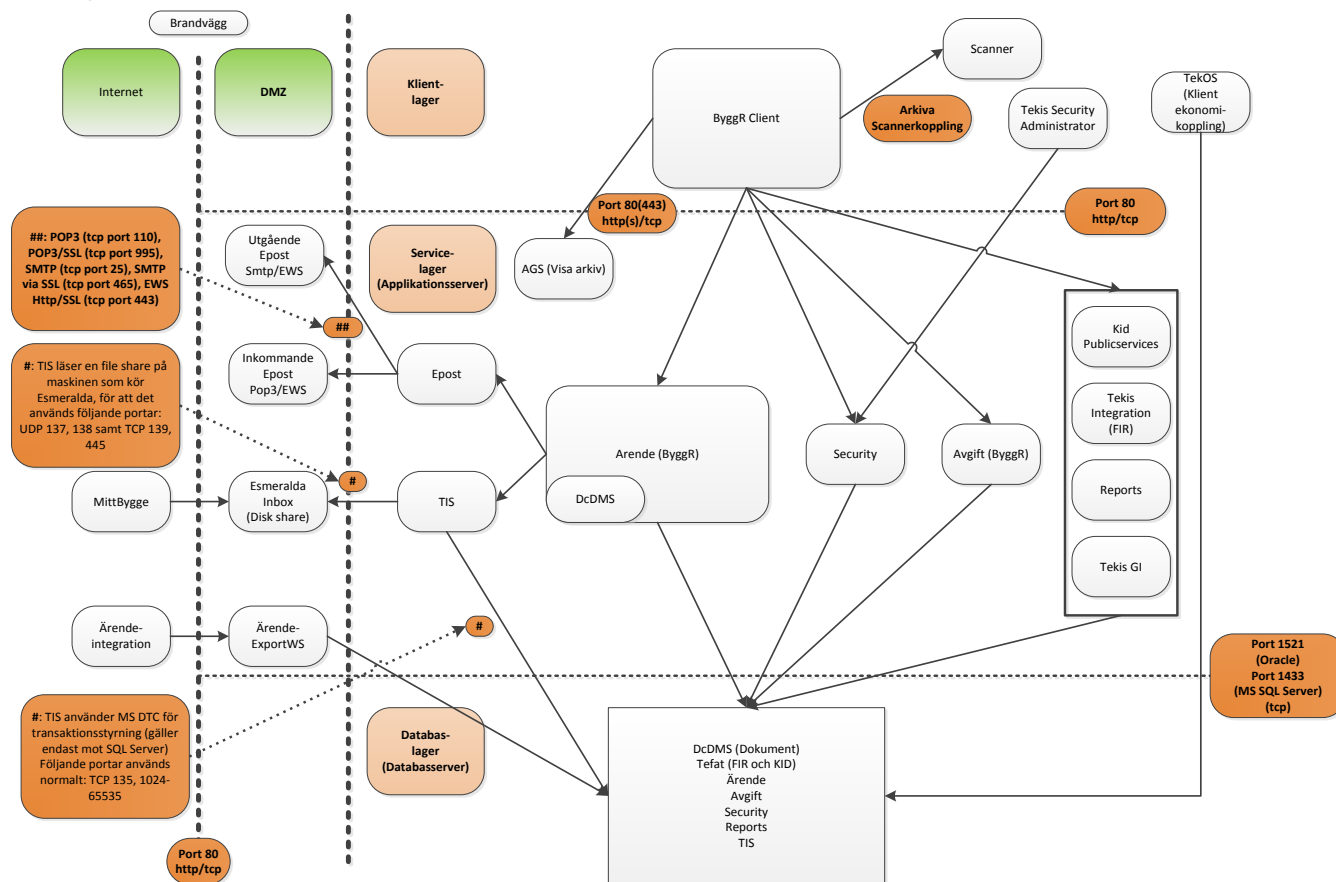 Brandvägg
Internet
DMZ
Klient-
lager
ByggR Client
Scanner
Arkiva
Scannerkoppling
Tekis Security
Administrator
TekOS
(Klient
ekonomi-
koppling)
Port 80(443)
http(s)/tcp
Port 80
http/tcp
##: POP3 (tcp port 110),
POP3/SSL (tcp port 995),
SMTP (tcp port 25), SMTP
via SSL (tcp port 465), EWS
Http/SSL (tcp port 443)
Utgående
Epost
Smtp/EWS
Service-
lager
(Applikationsserver)
AGS (Visa arkiv)
##
Kid
Publicservices
Tekis
Integration
(FIR)
Reports
Tekis GI
#: TIS läser en file share på
maskinen som kör
Esmeralda, för att det
används följande portar:
UDP 137, 138 samt TCP 139,
445
Inkommande
Epost
Pop3/EWS
Epost
Arende (ByggR)
DcDMS
Security
Avgift (ByggR)
#
MittBygge
Esmeralda
Inbox
(Disk share)
TIS
Ärende-
integration
Ärende-
ExportWS
#
Port 1521
(Oracle)
Port 1433
(MS SQL Server)
(tcp)
#: TIS använder MS DTC för
transaktionsstyrning (gäller
endast mot SQL Server)
Följande portar används
normalt: TCP 135, 1024-
65535
Databas-
lager
(Databasserver)
DcDMS (Dokument)
Tefat (FIR och KID)
Ärende
Avgift
Security
Reports
TIS
Port 80
http/tcp